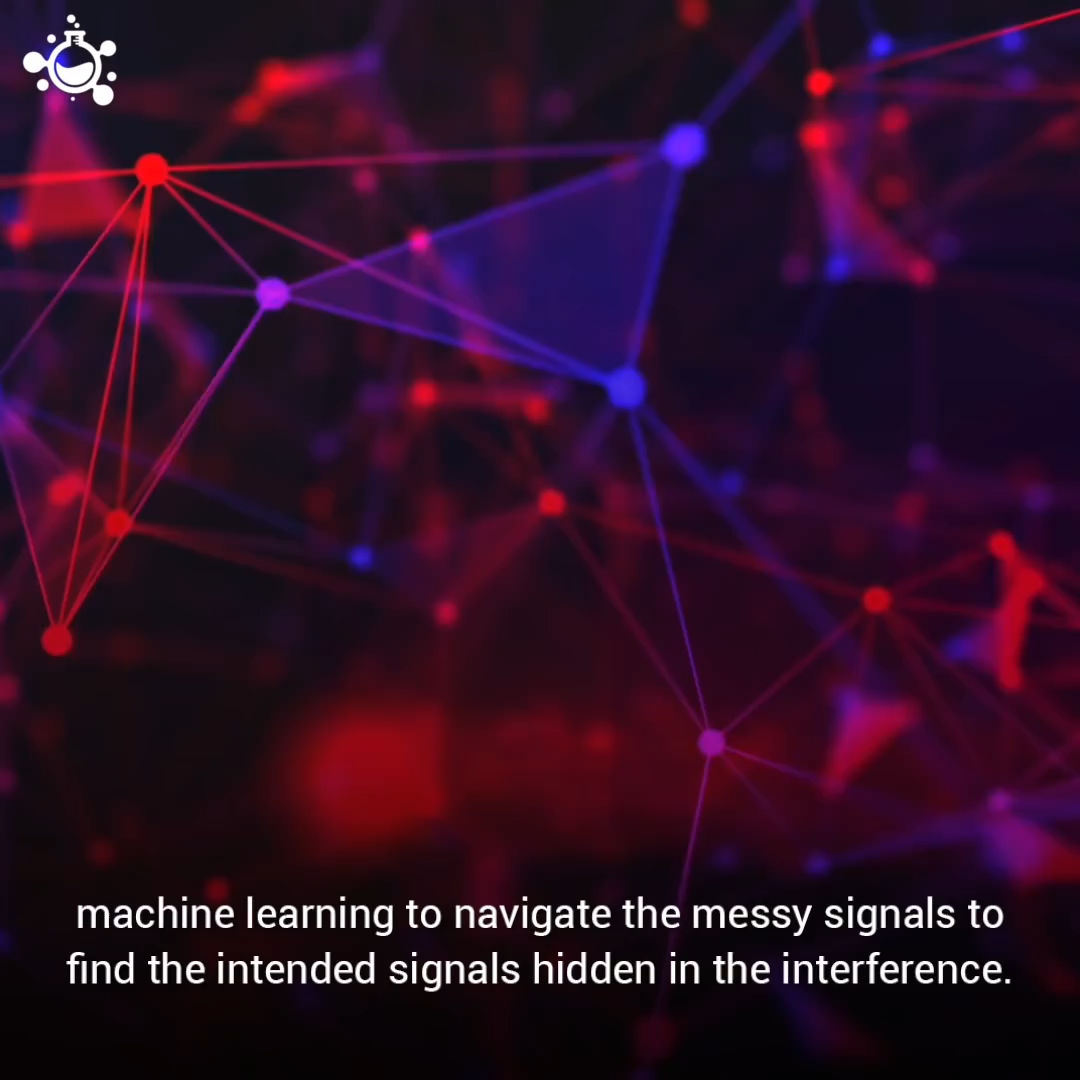 machine learning to navigate the messy signals to
find the intended signals hidden in the interference.